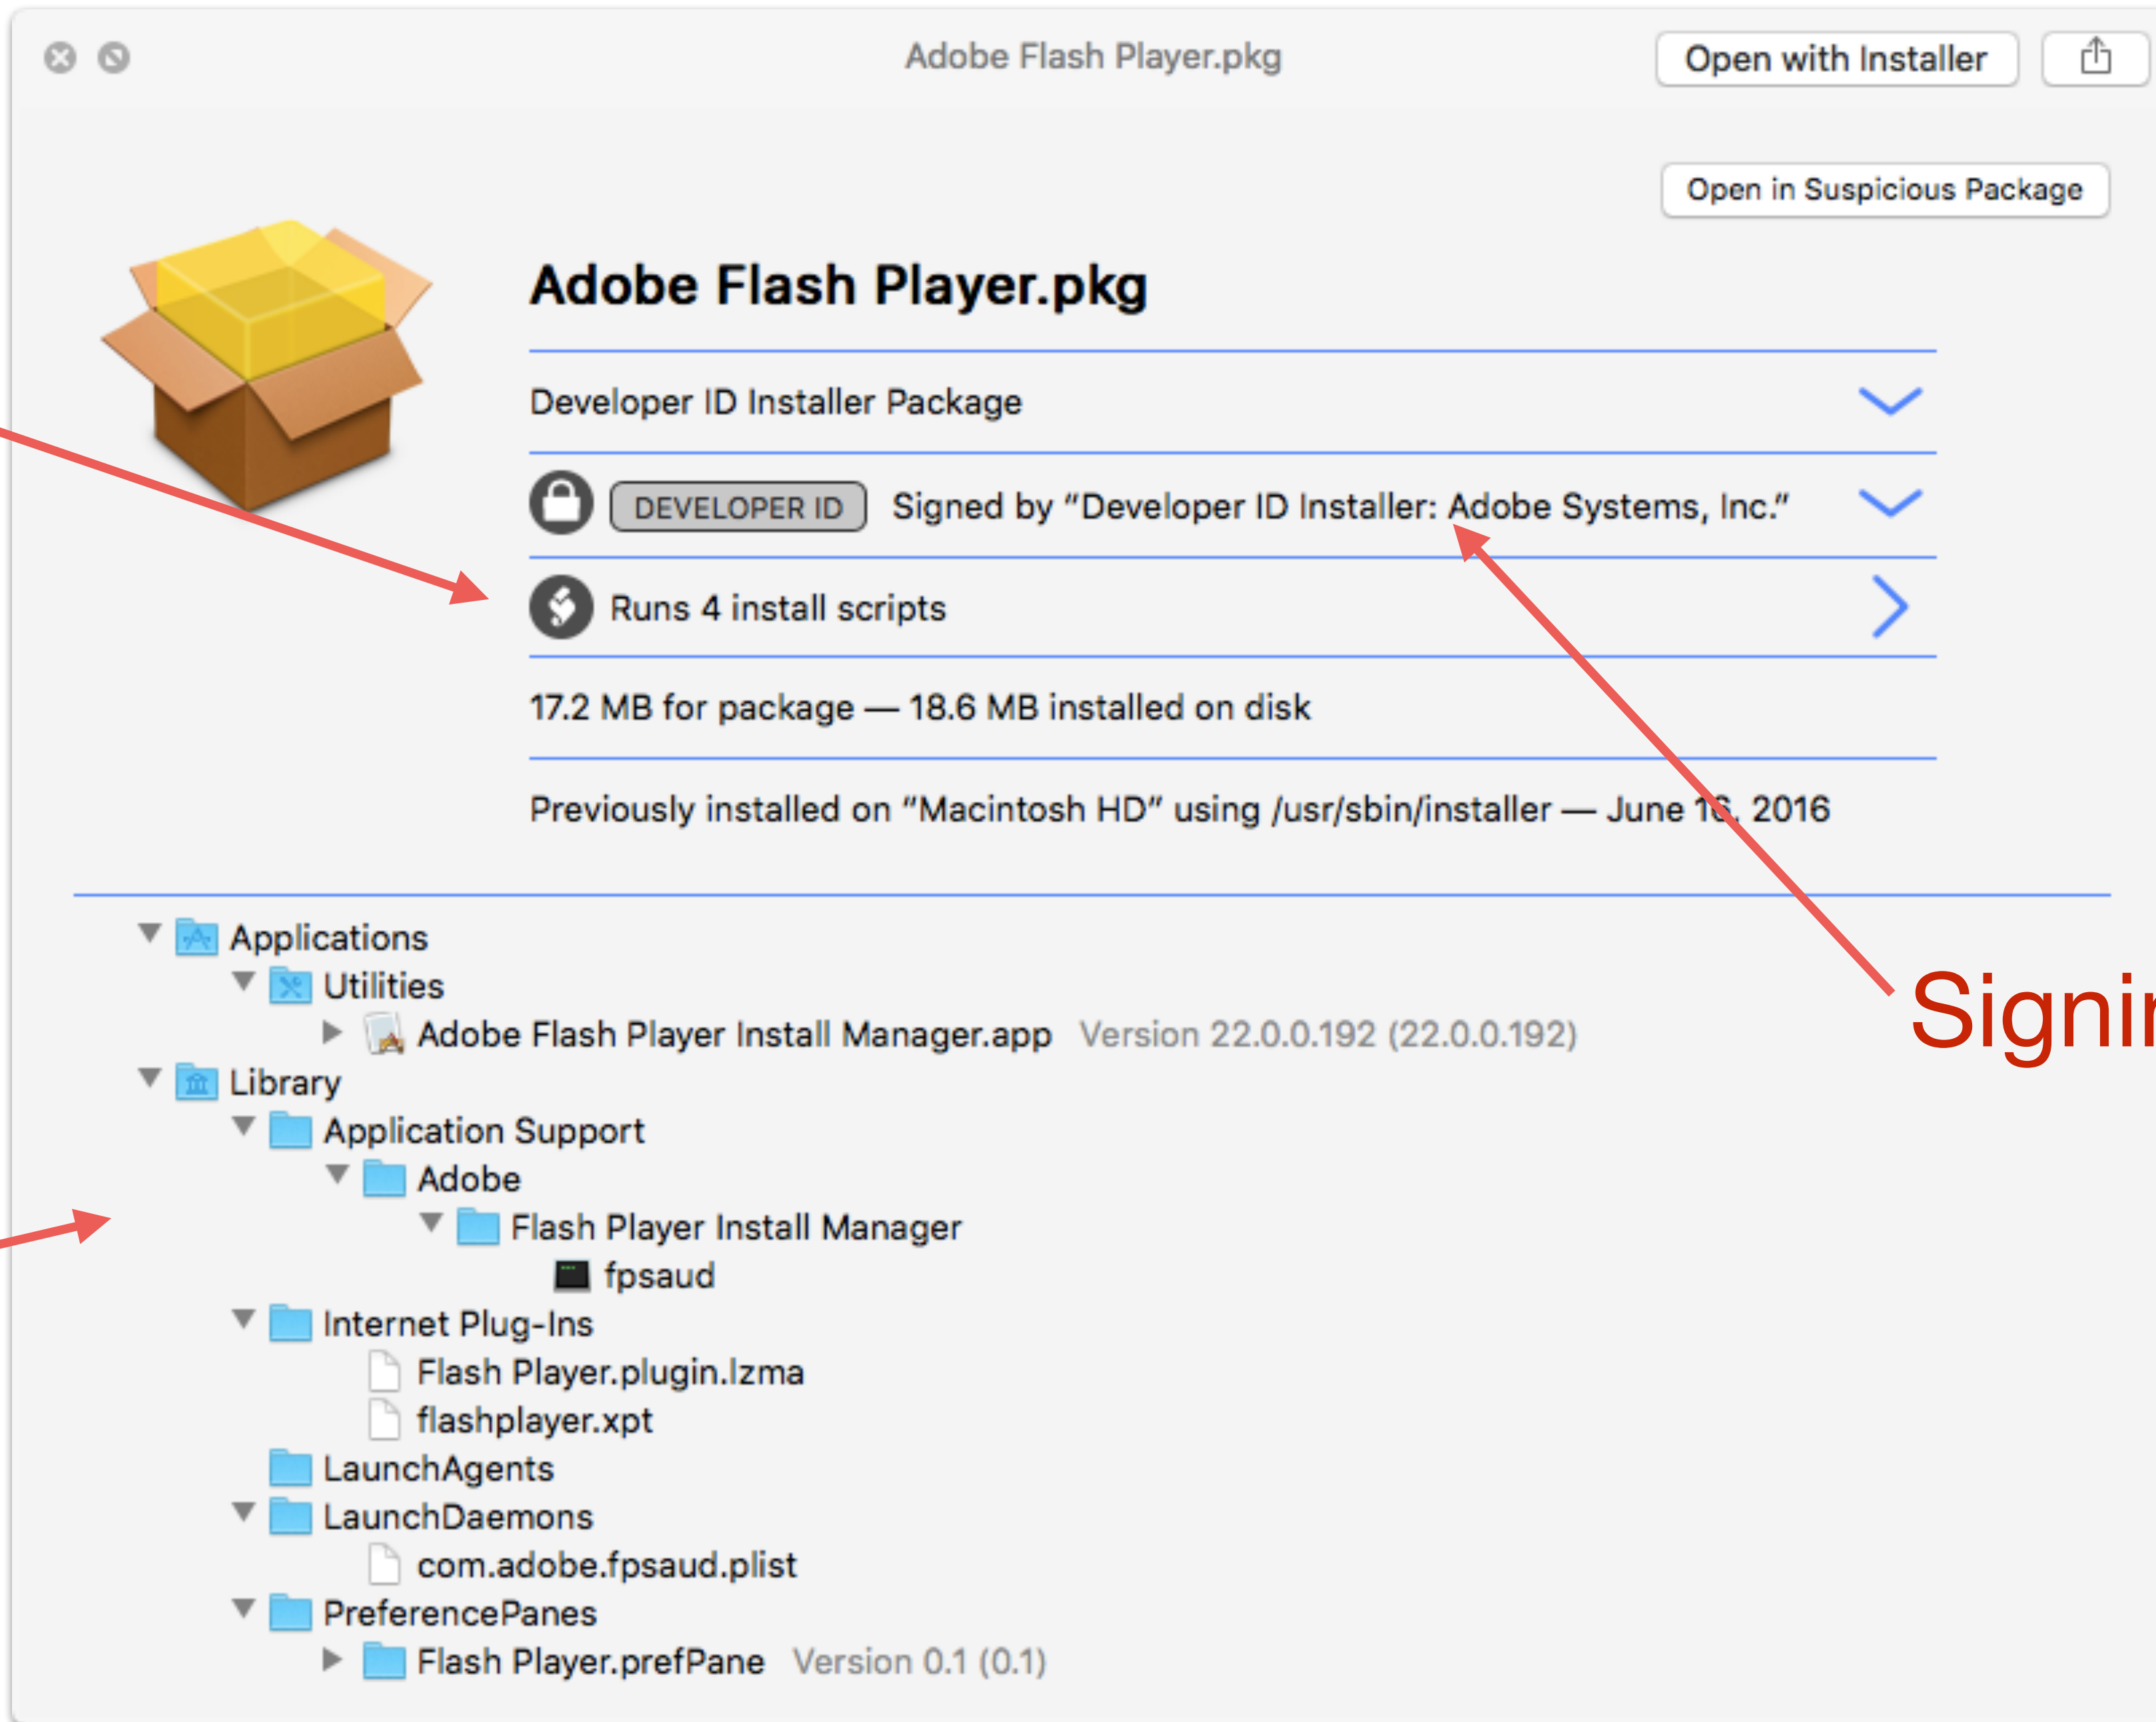 Adobe Flash Player.pkg
Open with Installer
Open in Suspicious Package
Adobe Flash Player.pkg
Developer ID Installer Package
DEVELOPER ID Signed by “Developer ID Installer: Adobe Systems, Inc.”
Runs 4 install scripts
17.2 MB for package — 18.6 MB installed on disk
Previously installed on “Macintosh HD” using /usr/sbin/installer — June 16, 2016
Applications
Utilities
Adobe Flash Player Install Manager.app Version 22.0.0.192 (22.0.0.192)
Library
Application Support
Adobe
Flash Player Install Manager
fpsaud
Internet Plug-Ins
Flash Player.plugin.lzma
flashplayer.xpt
LaunchAgents
LaunchDaemons
com.adobe.fpsaud.plist
PreferencePanes
Flash Player.prefPane Version 0.1 (0.1)